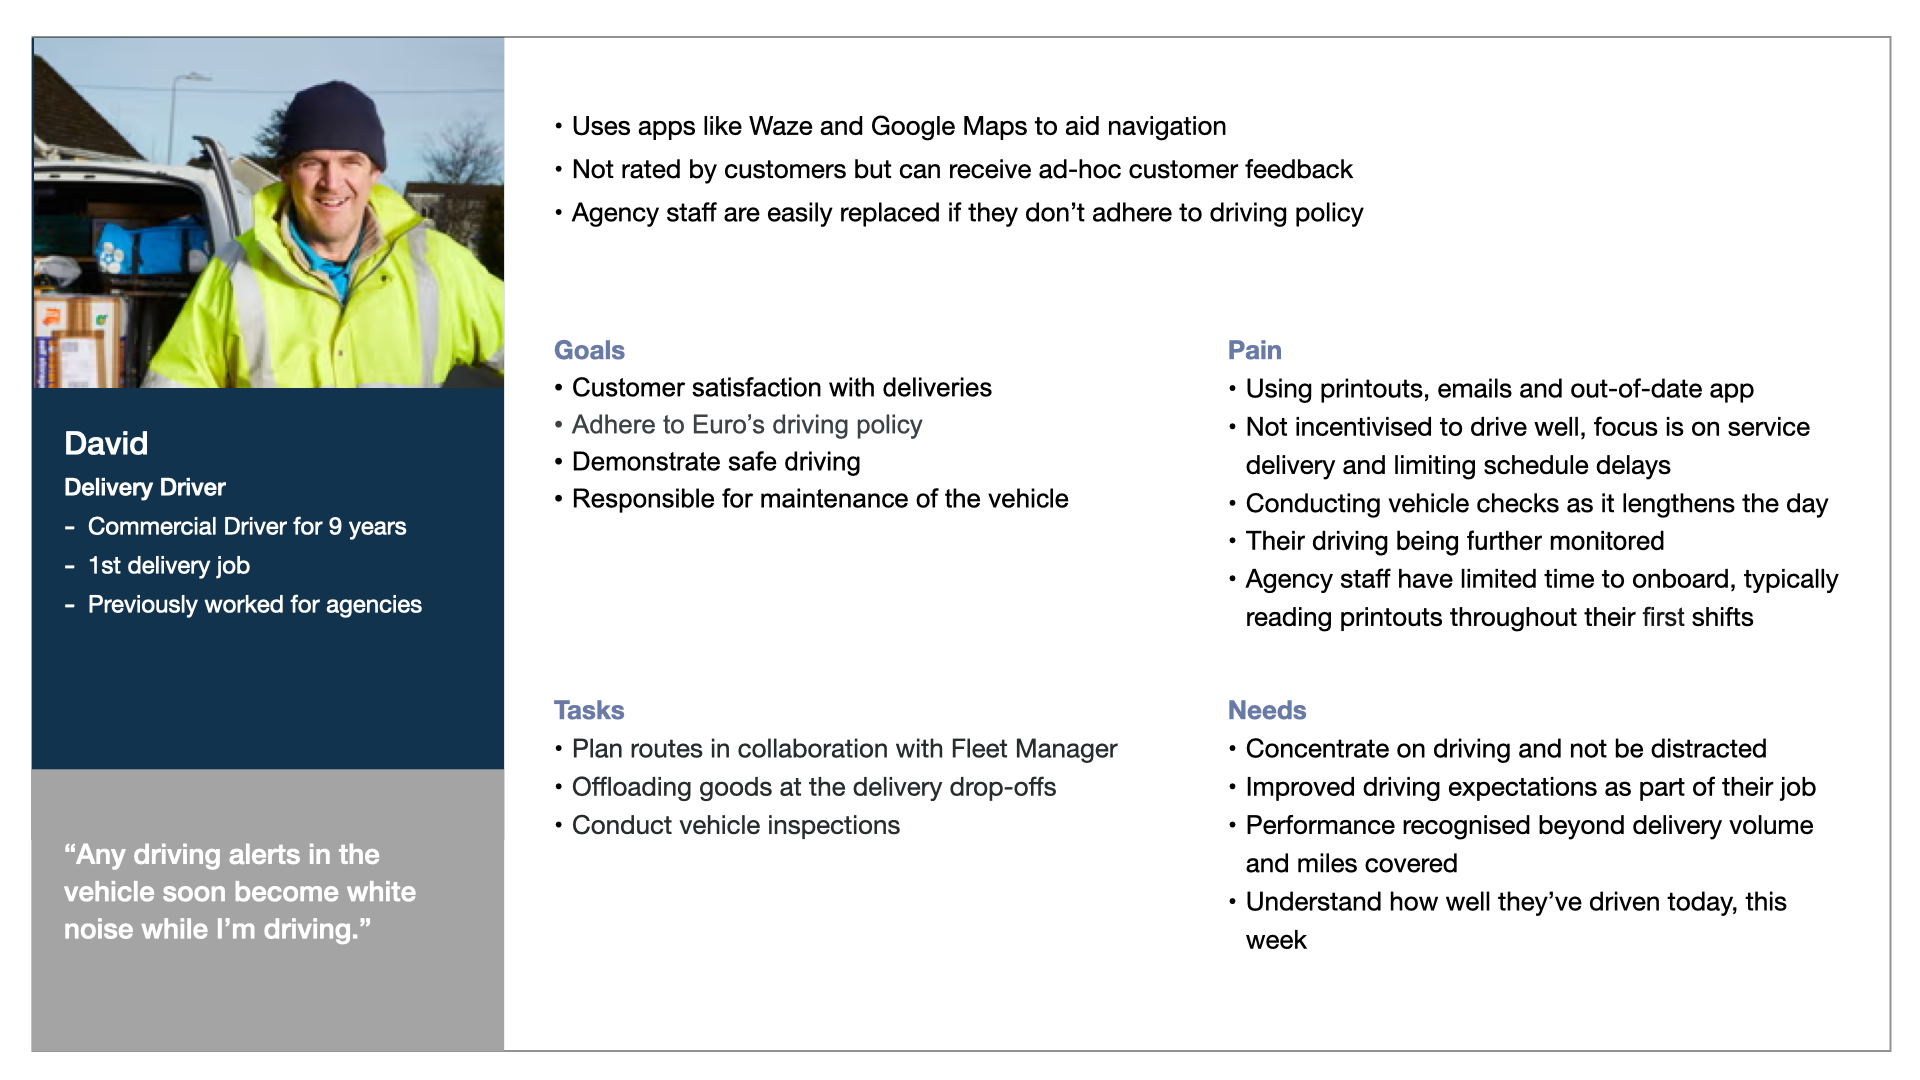 David
Delivery Driver
- Commercial Driver for 9 years
- 1st delivery job
- Previously worked for agencies
“Any driving alerts in the
vehicle soon become white
noise while I’m driving.”
• Uses apps like Waze and Google Maps to aid navigation
• Not rated by customers but can receive ad-hoc customer feedback
• Agency staff are easily replaced if they don’t adhere to driving policy
Goals
• Customer satisfaction with deliveries
• Adhere to Euro’s driving policy
• Demonstrate safe driving
• Responsible for maintenance of the vehicle
Pain
• Using printouts, emails and out-of-date app
• Not incentivised to drive well, focus is on service
delivery and limiting schedule delays
• Conducting vehicle checks as it lengthens the day
• Their driving being further monitored
• Agency staff have limited time to onboard, typically
reading printouts throughout their first shifts
Tasks
• Plan routes in collaboration with Fleet Manager
• Offloading goods at the delivery drop-offs
• Conduct vehicle inspections
Needs
• Concentrate on driving and not be distracted
• Improved driving expectations as part of their job
• Performance recognised beyond delivery volume
and miles covered
• Understand how well they’ve driven today, this
week